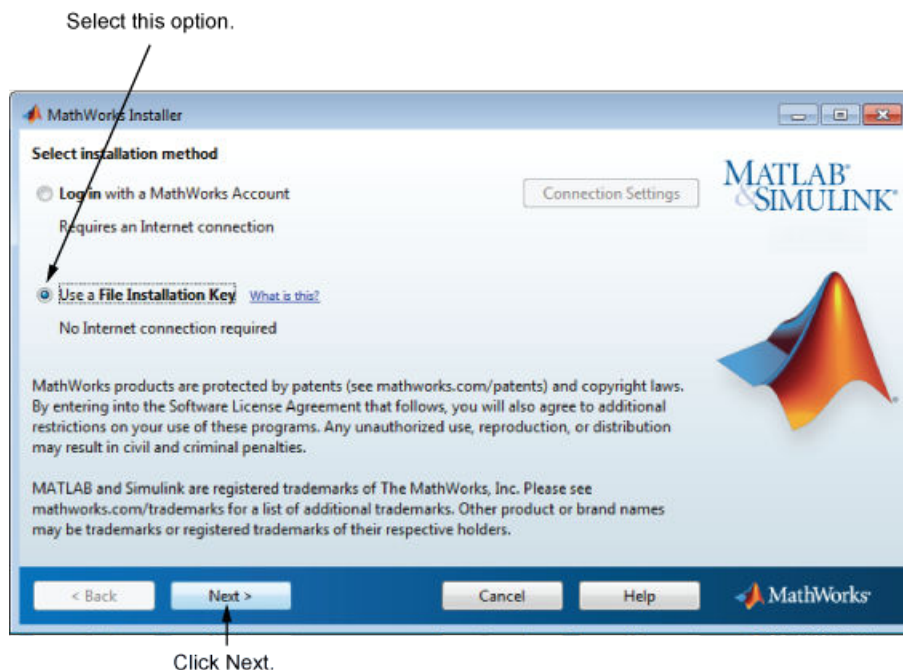 Select this option.
MathWorks Installer
Select installation method
Log in with a MathWorks Account
Connection Settings
Requires an Internet connection
MATLAB®
&SIMULINK®
Use a File Installation Key What is this?
No Internet connection required
MathWorks products are protected by patents (see mathworks.com/patents) and copyright laws.
By entering into the Software License Agreement that follows, you will also agree to additional
restrictions on your use of these programs. Any unauthorized use, reproduction, or distribution
may result in civil and criminal penalties.
MATLAB and Simulink are registered trademarks of The MathWorks, Inc. Please see
mathworks.com/trademarks for a list of additional trademarks. Other product or brand names
may be trademarks or registered trademarks of their respective holders.
< Back Next > Cancel Help MathWorks®
Click Next.